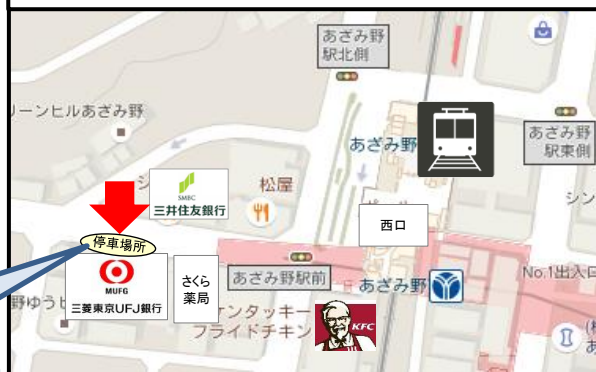 あざみ野
駅北側
ーンヒルあざみ野
あざみ野
あざみ野
駅東側
シン
SMBC
三井住友銀行
松屋
西口
停車場所
MUFG
三菱東京UFJ銀行
さくら
薬局
あざみ野駅前
あざみ野
No.1出入口
野ゆう
ケンタッキー
フライドチキン
KFC